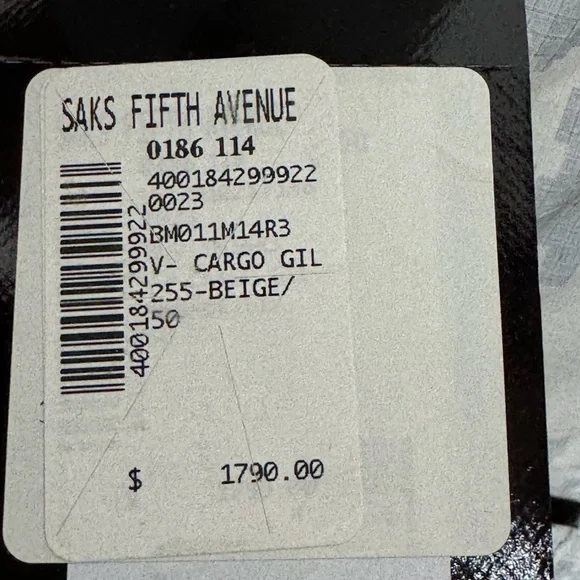 SAKS FIFTH AVENUE
0186 114
400184299922
0023
BM011M14R3
V- CARGO GIL
255-BEIGE/
50
400184299922
$ 1790.00